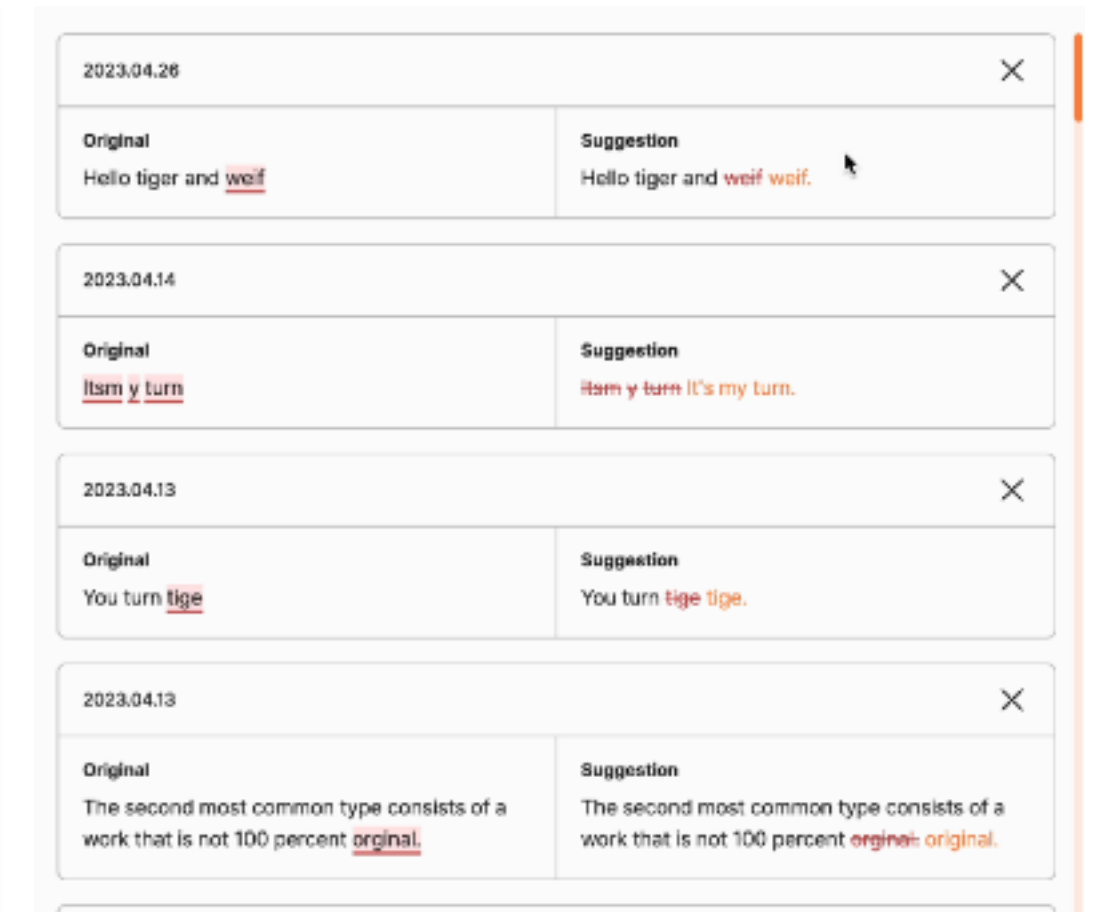 2023.04.26
Original
Hello tiger and weif
Suggestion
Hello tiger and weif weif.
2023.04.14
Original
Itsm y turn
Suggestion
itsm y turn It's my turn.
2023.04.13
Original
You turn tige
Suggestion
You turn tige tige.
2023.04.13
Original
The second most common type consists of a
work that is not 100 percent orginal.
Suggestion
The second most common type consists of a
work that is not 100 percent orginal. original.